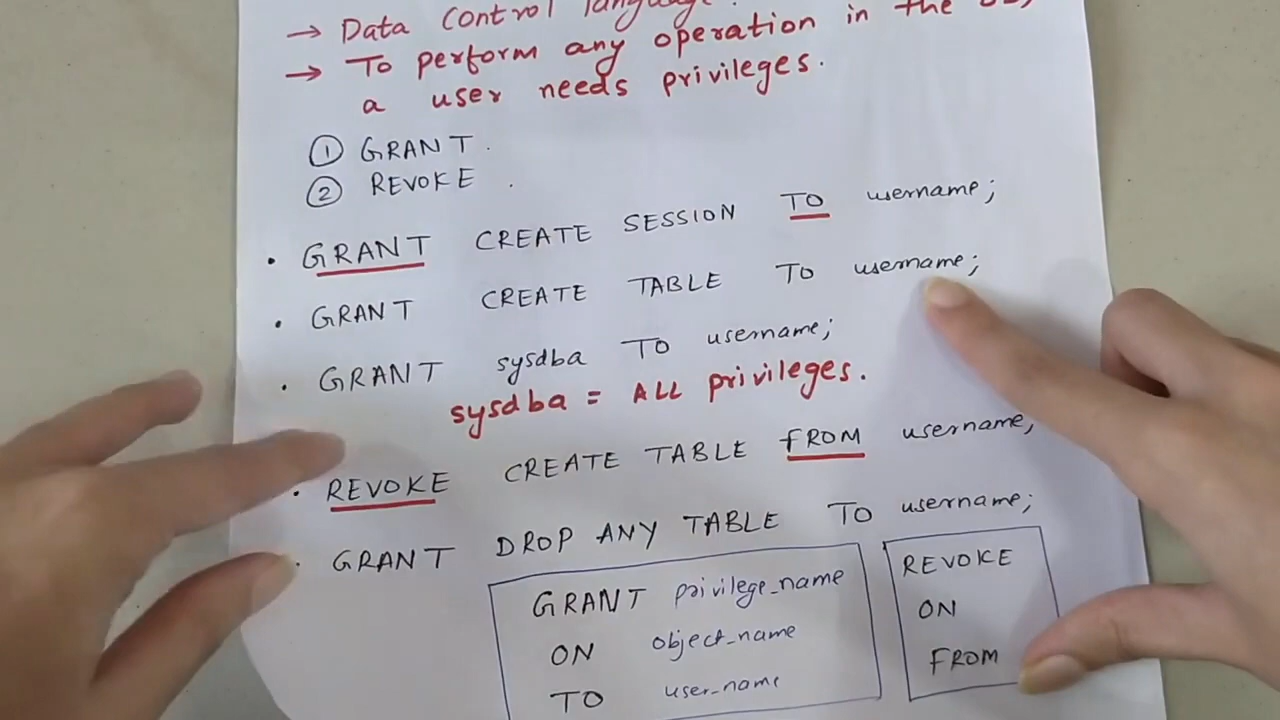 → Data control language.
→ To perform any operation in the
a user needs privileges.
① GRANT.
② REVOKE.
• GRANT CREATE SESSION TO username;
• GRANT CREATE TABLE TO username;
• GRANT sysdba TO username;
sysdba = ALL privileges.
• REVOKE CREATE TABLE FROM username;
• GRANT DROP ANY TABLE TO username;
GRANT privilege_name
ON object_name
TO user_name
REVOKE
ON
FROM